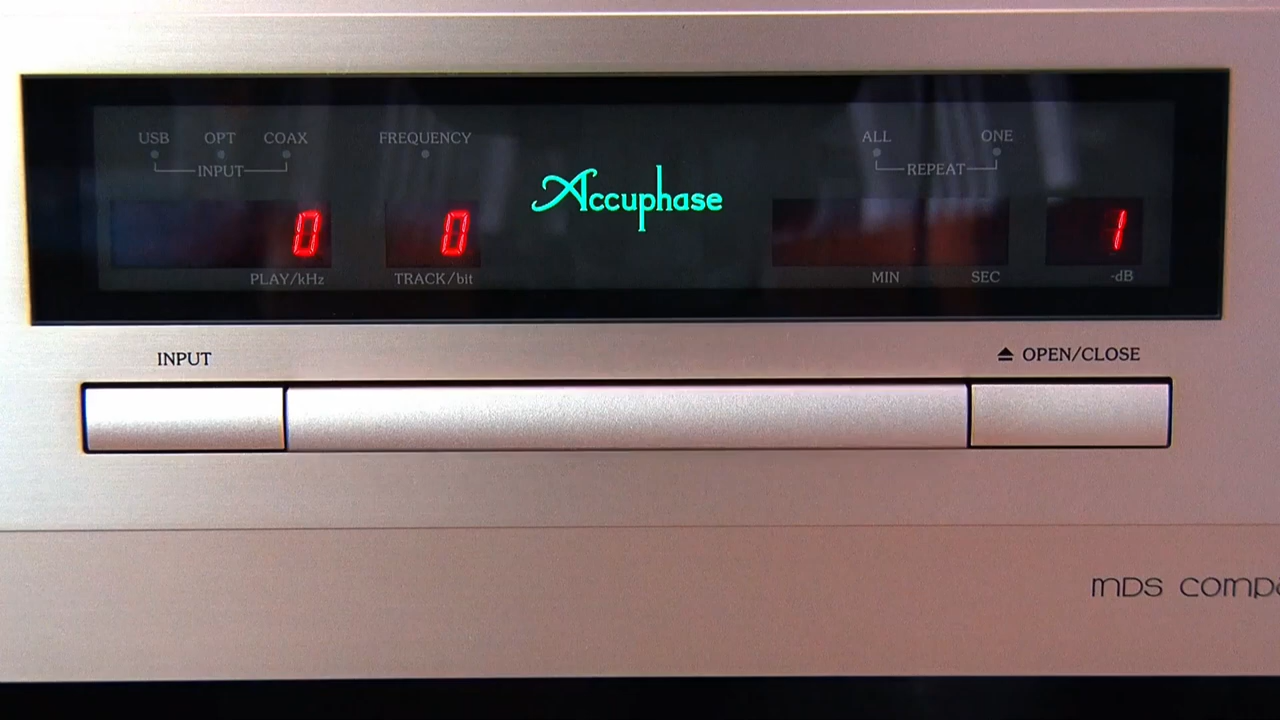 USB OPT COAX FREQUENCY ALL ONE
INPUT REPEAT
Accuphase
0 0 1
PLAY/kHz TRACK/bit MIN SEC -dB
INPUT OPEN/CLOSE
MDS